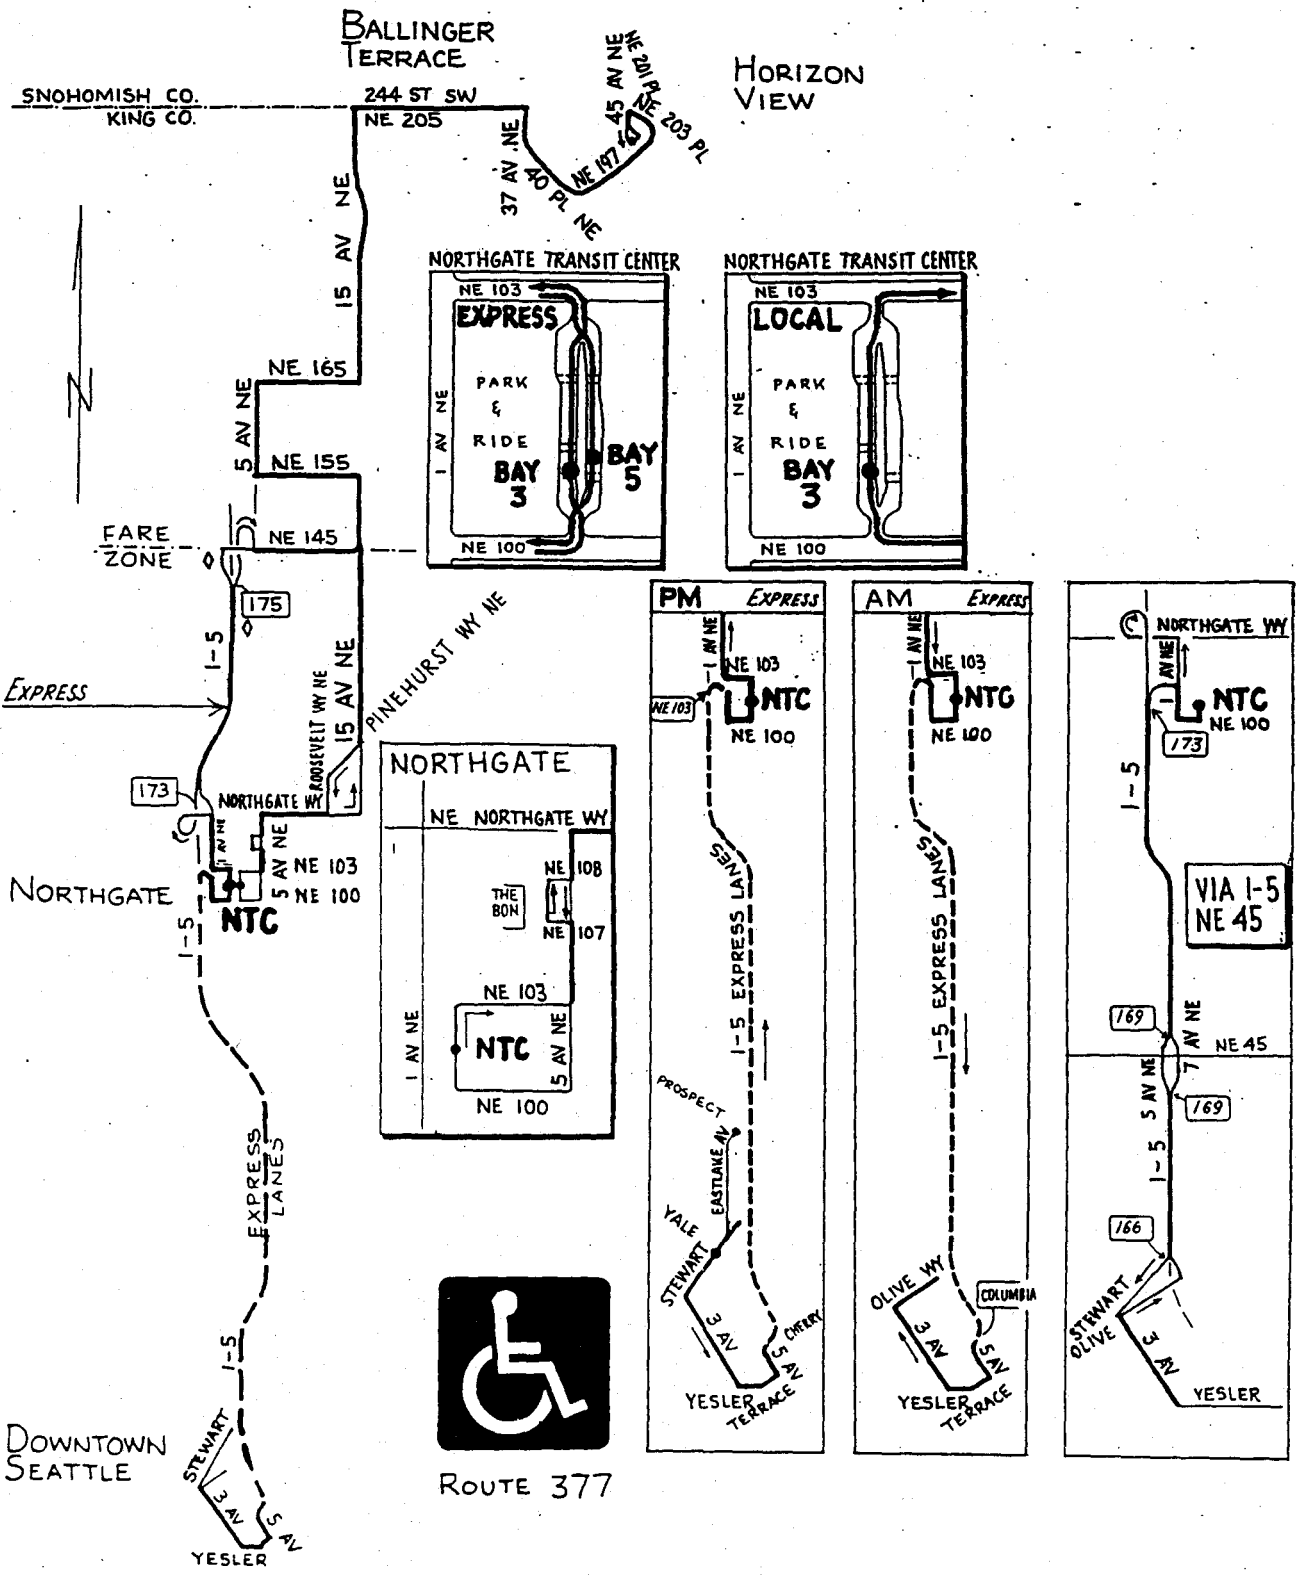 BALLINGER
TERRACE
HORIZON
VIEW
SNOHOMISH CO.
KING CO.
244 ST SW
NE 205
37 AV NE
40 PL NE
NE 197
45 AV NE
NE 201 PL
NE 203 PL
15 AV NE
N
NE 165
5 AV NE
NE 155
FARE
ZONE
NE 145
175
I-5
EXPRESS
ROOSEVELT WY NE
15 AV NE
PINEHURST WY NE
173
NORTHGATE WY
1 AV NE
5 AV NE
NE 103
NE 100
NORTHGATE
NTC
I-5
EXPRESS
LANES
I-5
DOWNTOWN
SEATTLE
STEWART
3 AV
5 AV
YESLER
NORTHGATE TRANSIT CENTER
NE 103
EXPRESS
1 AV NE
PARK
&
RIDE
BAY
3
BAY
5
NE 100
NORTHGATE TRANSIT CENTER
NE 103
LOCAL
1 AV NE
PARK
&
RIDE
BAY
3
NE 100
NORTHGATE
NE NORTHGATE WY
NE 108
THE
BON
NE 107
NE 103
1 AV NE
NTC
5 AV NE
NE 100
ROUTE 377
PM EXPRESS
1 AV NE
NE 103
NE 103
NTC
NE 100
I-5 EXPRESS LANES
PROSPECT
EASTLAKE AV
YALE
STEWART
3 AV
CHERRY
5 AV
YESLER
TERRACE
AM EXPRESS
1 AV NE
NE 103
NTC
NE 100
I-5 EXPRESS LANES
OLIVE WY
COLUMBIA
3 AV
5 AV
YESLER
TERRACE
NORTHGATE WY
1 AV NE
NTC
NE 100
173
I-5
VIA I-5
NE 45
169
7 AV NE
NE 45
5 AV NE
169
I-5
166
STEWART
OLIVE
3 AV
YESLER